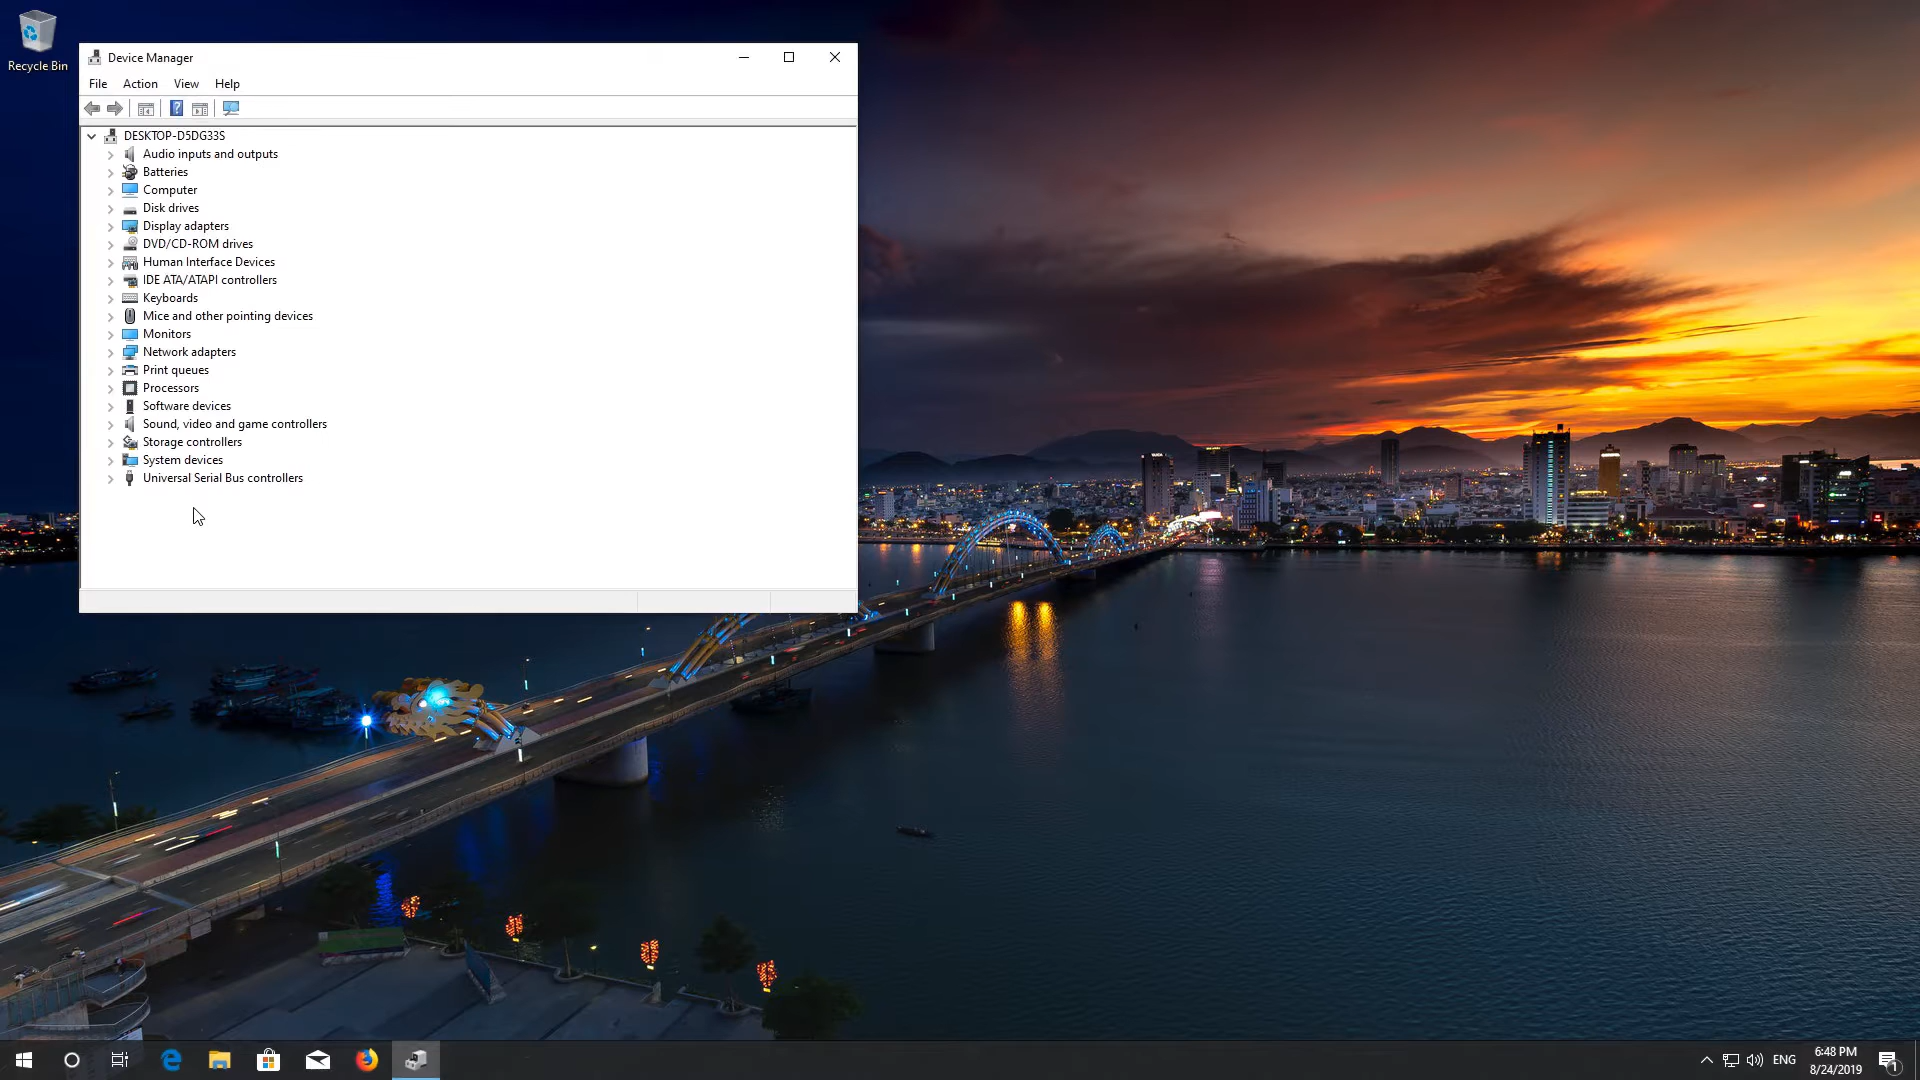 Recycle Bin
Device Manager
File Action View Help
DESKTOP-D5DG33S
Audio inputs and outputs
Batteries
Computer
Disk drives
Display adapters
DVD/CD-ROM drives
Human Interface Devices
IDE ATA/ATAPI controllers
Keyboards
Mice and other pointing devices
Monitors
Network adapters
Print queues
Processors
Software devices
Sound, video and game controllers
Storage controllers
System devices
Universal Serial Bus controllers
ENG
6:48 PM
8/24/2019
1